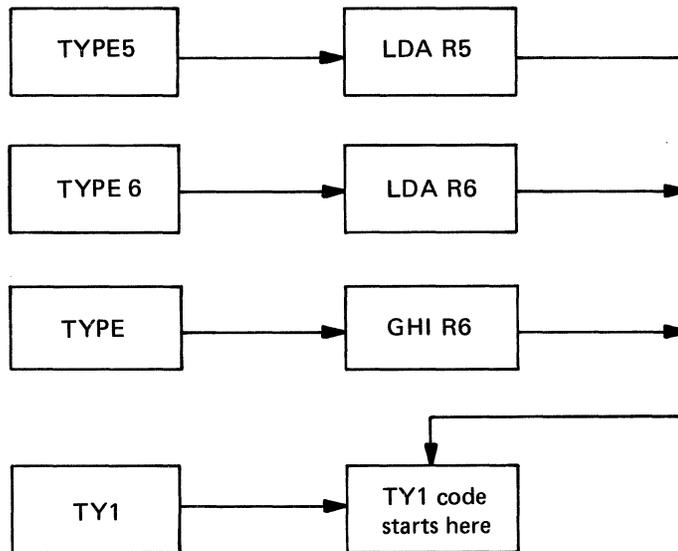 TYPE5
LDA R5
TYPE 6
LDA R6
TYPE
GHI R6
TY1
TY1 code
starts here